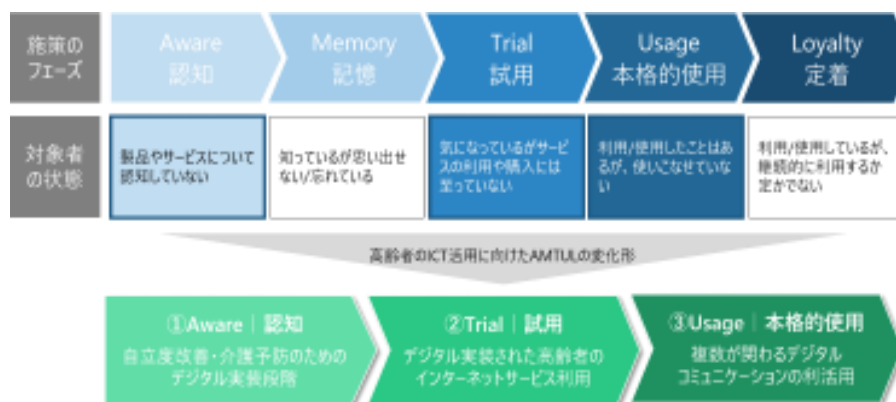 施策の
フェーズ
Aware
認知
Memory
記憶
Trial
試用
Usage
本格的使用
Loyalty
定着
対象者
の状態
製品やサービスについて
認知していない
知っているが思い出せ
ない/忘れている
気になっているがサービ
スの利用や購入には
至っていない
利用/使用したことはあ
るが、使いこなせていな
い
利用/使用しているが、
継続的に利用するか
定かでない
高齢者のICT活用に向けたAMTULの変化形
①Aware｜認知
自立度改善・介護予防のための
デジタル実装段階
②Trial｜試用
デジタル実装された高齢者の
インターネットサービス利用
③Usage｜本格的使用
複数が関わるデジタル
コミュニケーションの利活用